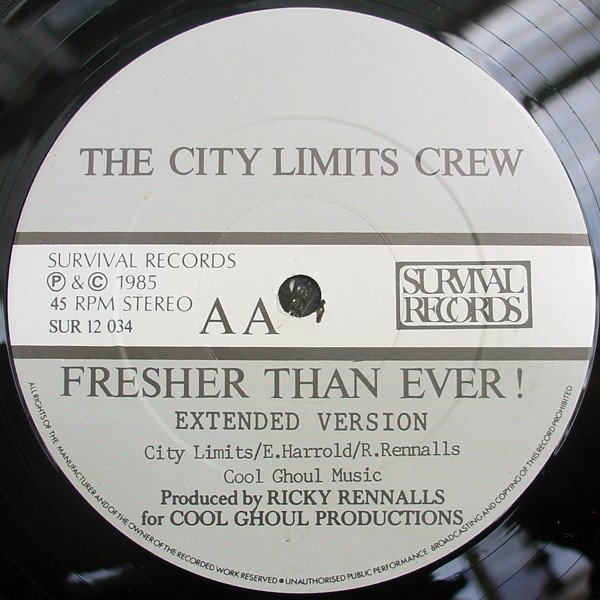 THE CITY LIMITS CREW
SURVIVAL RECORDS
Ⓟ & © 1985
45 RPM STEREO
SUR 12 034
AA
SURVIVAL
RECORDS
FRESHER THAN EVER!
EXTENDED VERSION
City Limits/E.Harrold/R.Rennalls
Cool Ghoul Music
Produced by RICKY RENNALLS
for COOL GHOUL PRODUCTIONS
ALL RIGHTS OF THE MANUFACTURER AND OF THE OWNER OF THE RECORDED WORK RESERVED ● UNAUTHORISED PUBLIC PERFORMANCE, BROADCASTING AND COPYING OF THIS RECORD PROHIBITED